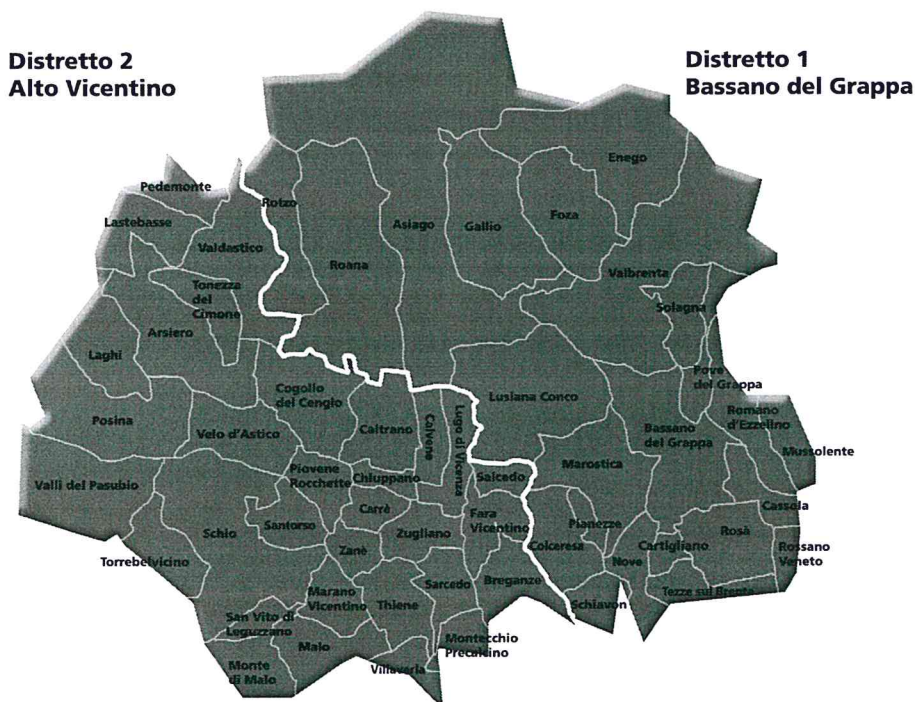 Distretto 2
Alto Vicentino
Distretto 1
Bassano del Grappa
Enego
Pedemonte
Rotzo
Lastebasse
Asiago
Gallio
Foza
Valdastico
Roana
Valbrenta
Tonezza
del
Cimone
Solagna
Arsiero
Laghi
Pove
del Grappa
Cogollo
del Cengio
Lusiana Conco
Posina
Romano
d'Ezzelino
Velo d'Astico
Caltrano
Calvene
Lugo di Vicenza
Bassano
del Grappa
Mussolente
Piovene
Rocchette
Chiuppano
Salcedo
Marostica
Valli del Pasubio
Cassola
Carrè
Fara
Vicentino
Santorso
Schio
Zugliano
Pianezze
Rosà
Zanè
Colceresa
Cartigliano
Rossano
Veneto
Torrebelvicino
Nove
Sarcedo
Breganze
Marano
Vicentino
Thiene
Schiavon
Tezze sul Brenta
San Vito di
Leguzzano
Malo
Montecchio
Precalcino
Monte
di Malo
Villaverla